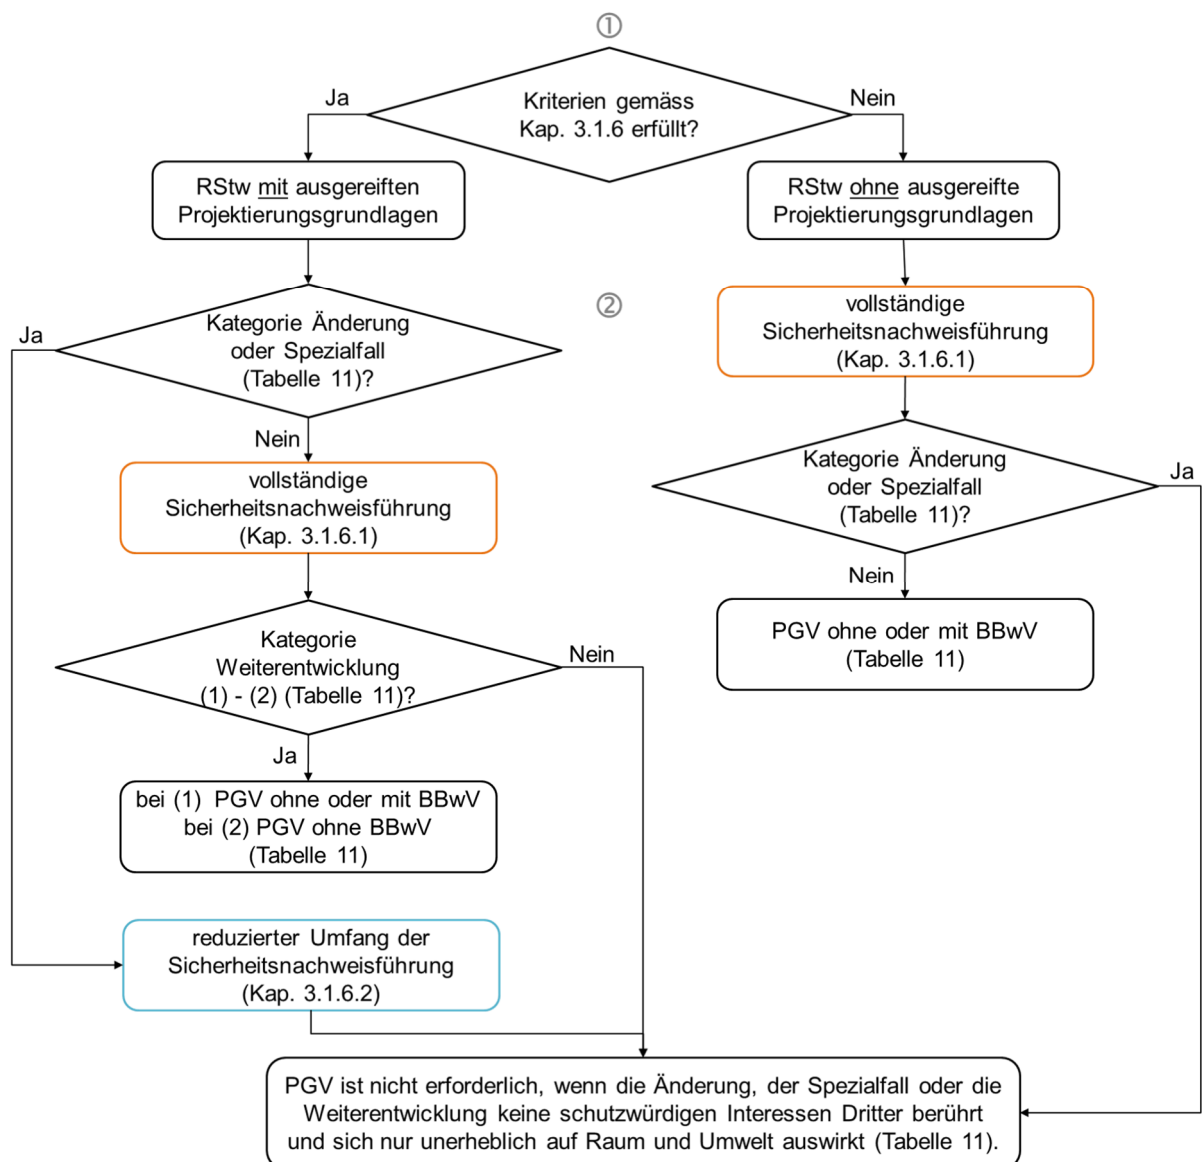 ①
Kriterien gemäss
Kap. 3.1.6 erfüllt?
Ja
Nein
RStw mit ausgereiften
Projektierungsgrundlagen
RStw ohne ausgereifte
Projektierungsgrundlagen
②
Kategorie Änderung
oder Spezialfall
(Tabelle 11)?
Ja
Nein
vollständige
Sicherheitsnachweisführung
(Kap. 3.1.6.1)
vollständige
Sicherheitsnachweisführung
(Kap. 3.1.6.1)
Kategorie Änderung
oder Spezialfall
(Tabelle 11)?
Ja
Nein
PGV ohne oder mit BBwV
(Tabelle 11)
Kategorie
Weiterentwicklung
(1) - (2) (Tabelle 11)?
Nein
Ja
bei (1) PGV ohne oder mit BBwV
bei (2) PGV ohne BBwV
(Tabelle 11)
reduzierter Umfang der
Sicherheitsnachweisführung
(Kap. 3.1.6.2)
PGV ist nicht erforderlich, wenn die Änderung, der Spezialfall oder die
Weiterentwicklung keine schutzwürdigen Interessen Dritter berührt
und sich nur unerheblich auf Raum und Umwelt auswirkt (Tabelle 11).